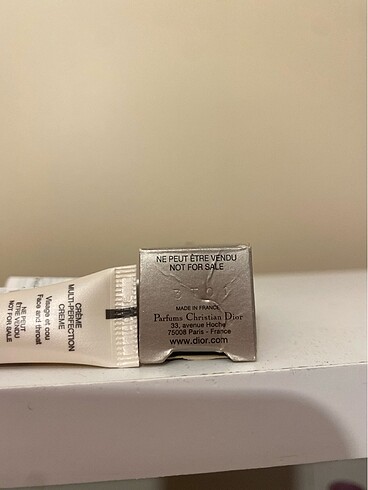 CRÈME
MULTI-PERFECTION
CREME
Visage et cou
Face and throat
NE PEUT
ÊTRE VENDU
NOT FOR SALE
NE PEUT ÊTRE VENDU
NOT FOR SALE
MADE IN FRANCE
Parfums Christian Dior
33, avenue Hoche
75008 Paris - France
www.dior.com